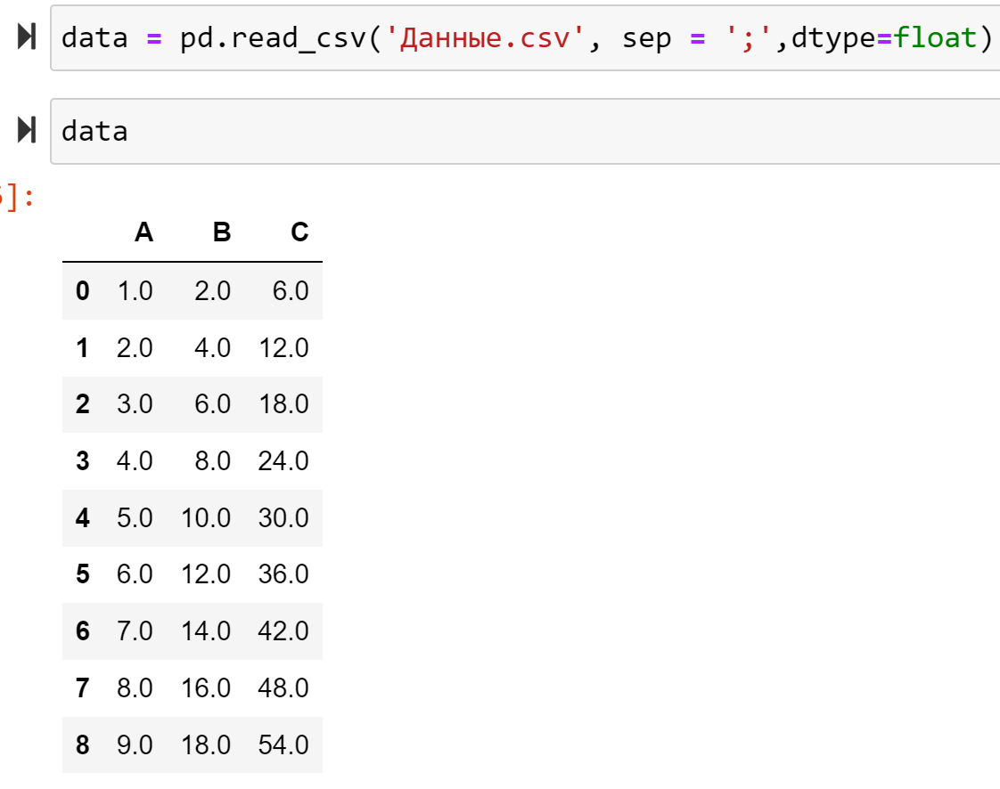 data = pd.read_csv('Данные.csv', sep = ';',dtype=float)
data
]:
A B C
0 1.0 2.0 6.0
1 2.0 4.0 12.0
2 3.0 6.0 18.0
3 4.0 8.0 24.0
4 5.0 10.0 30.0
5 6.0 12.0 36.0
6 7.0 14.0 42.0
7 8.0 16.0 48.0
8 9.0 18.0 54.0